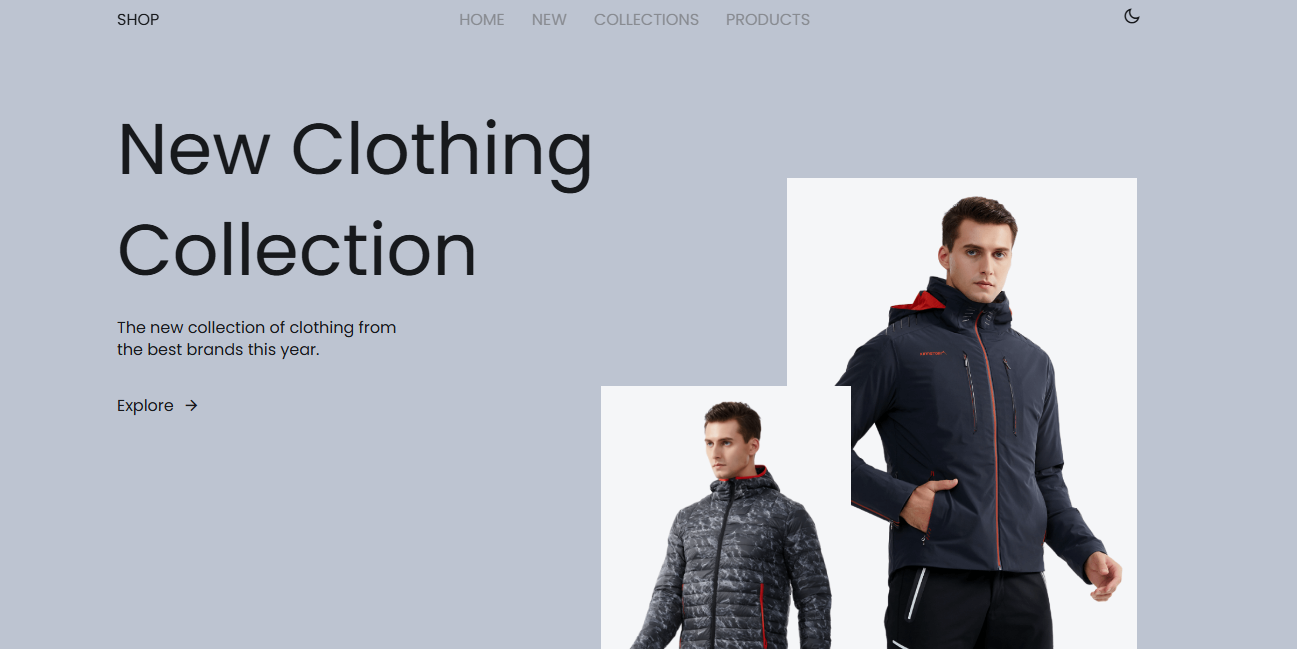 SHOP
HOME NEW COLLECTIONS PRODUCTS
New Clothing
Collection
The new collection of clothing from
the best brands this year.
Explore